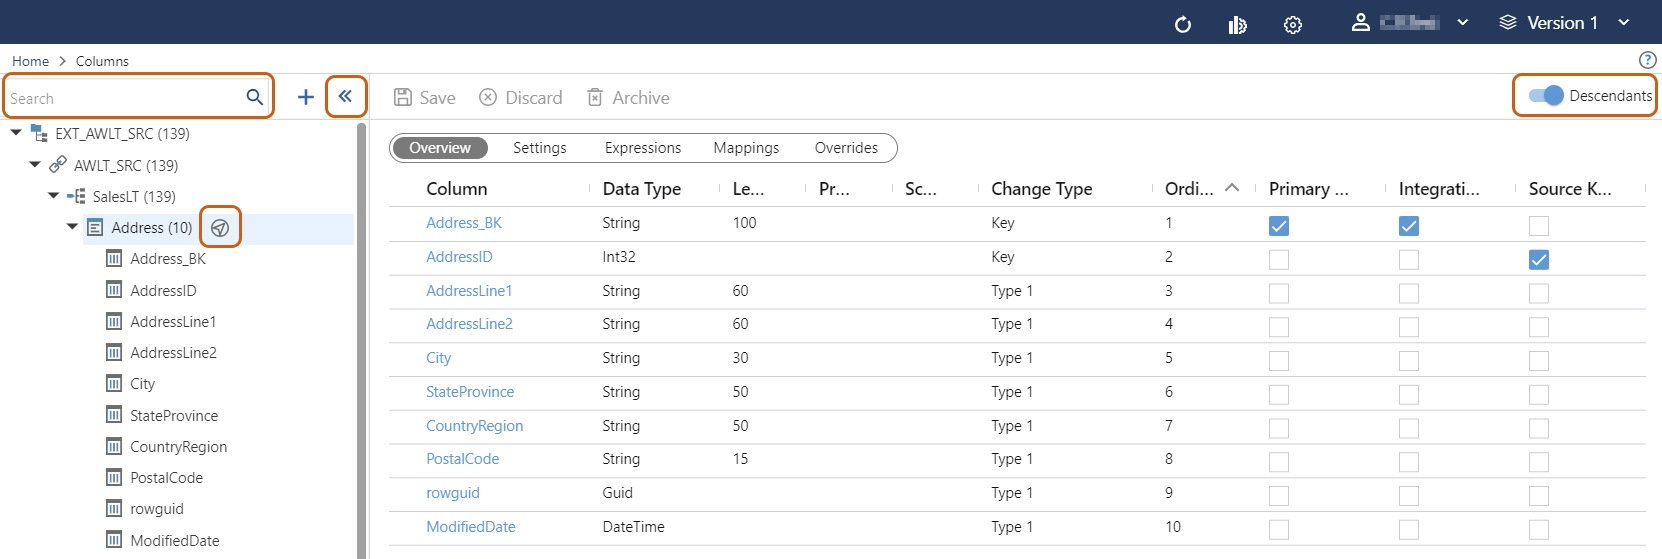 Version 1
Home > Columns
Search
Save Discard Archive
Descendants
EXT_AWLT_SRC (139)
AWLT_SRC (139)
SalesLT (139)
Address (10)
Address_BK
AddressID
AddressLine1
AddressLine2
City
StateProvince
CountryRegion
PostalCode
rowguid
ModifiedDate
Overview Settings Expressions Mappings Overrides
Column Data Type Le... Pr... Sc... Change Type Ordi... Primary ... Integrati... Source K...
Address_BK String 100 Key 1
AddressID Int32 Key 2
AddressLine1 String 60 Type 1 3
AddressLine2 String 60 Type 1 4
City String 30 Type 1 5
StateProvince String 50 Type 1 6
CountryRegion String 50 Type 1 7
PostalCode String 15 Type 1 8
rowguid Guid Type 1 9
ModifiedDate DateTime Type 1 10